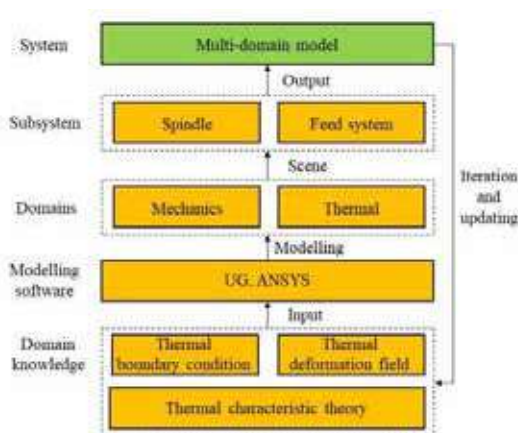 System
Multi-domain model
Output
Subsystem
Spindle
Feed system
Scene
Iteration
and
updating
Domains
Mechanics
Thermal
Modelling
Modelling
software
UG, ANSYS
Input
Domain
knowledge
Thermal
boundary condition
Thermal
deformation field
Thermal characteristic theory